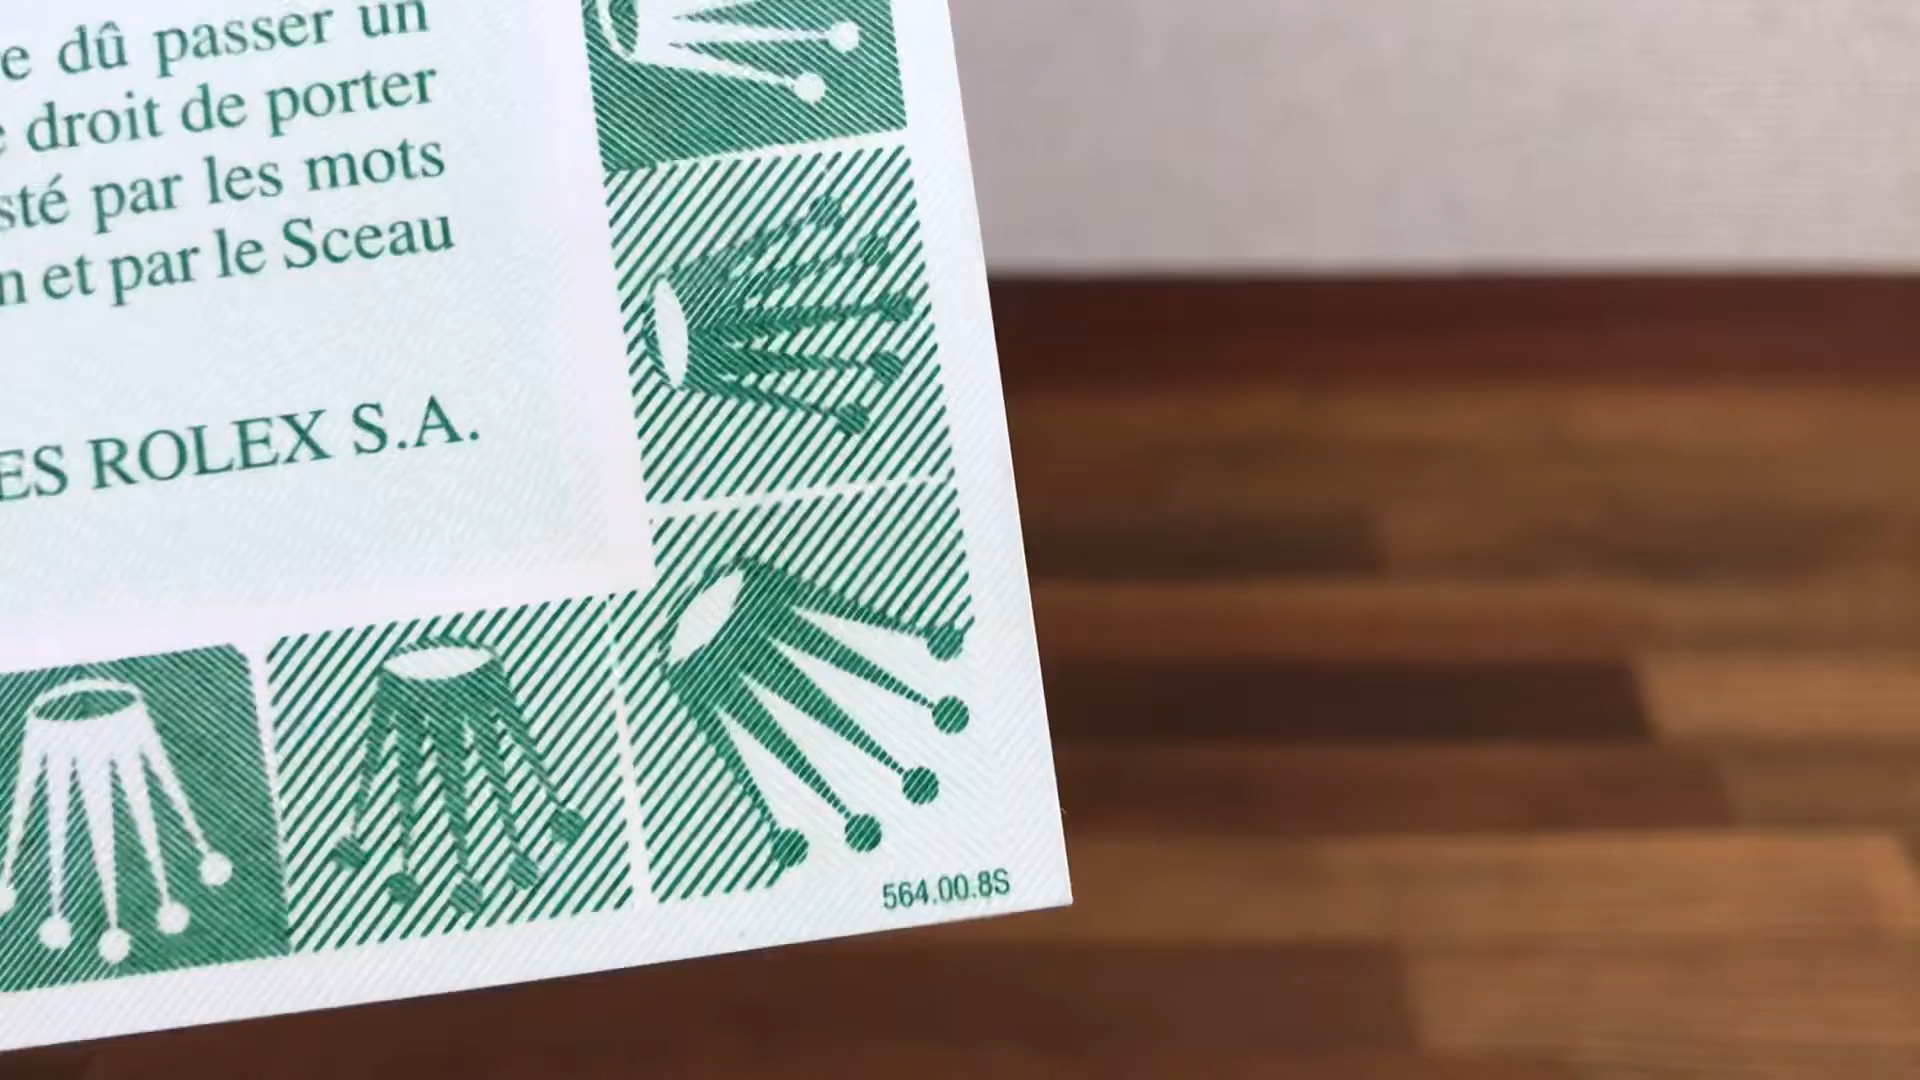 e dû passer un
droit de porter
sté par les mots
n et par le Sceau
ES ROLEX S.A.
564.00.8S